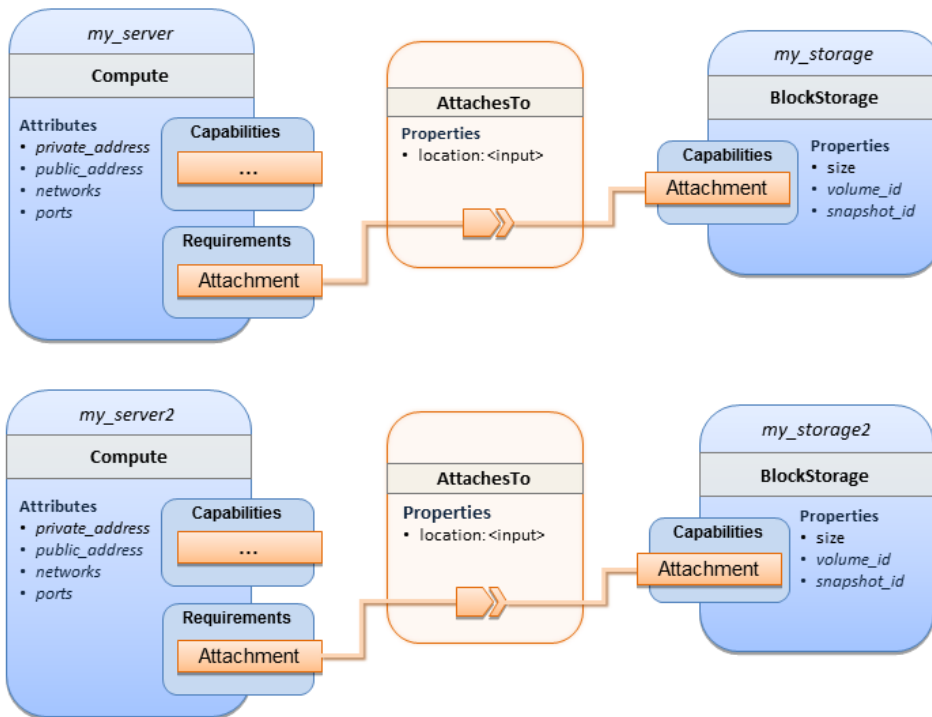 my_server
Compute
Attributes
• private_address
• public_address
• networks
• ports
Capabilities
...
Requirements
Attachment
AttachesTo
Properties
• location: <input>
my_storage
BlockStorage
Capabilities
Attachment
Properties
• size
• volume_id
• snapshot_id
my_server2
Compute
Attributes
• private_address
• public_address
• networks
• ports
Capabilities
...
Requirements
Attachment
AttachesTo
Properties
• location: <input>
my_storage2
BlockStorage
Capabilities
Attachment
Properties
• size
• volume_id
• snapshot_id